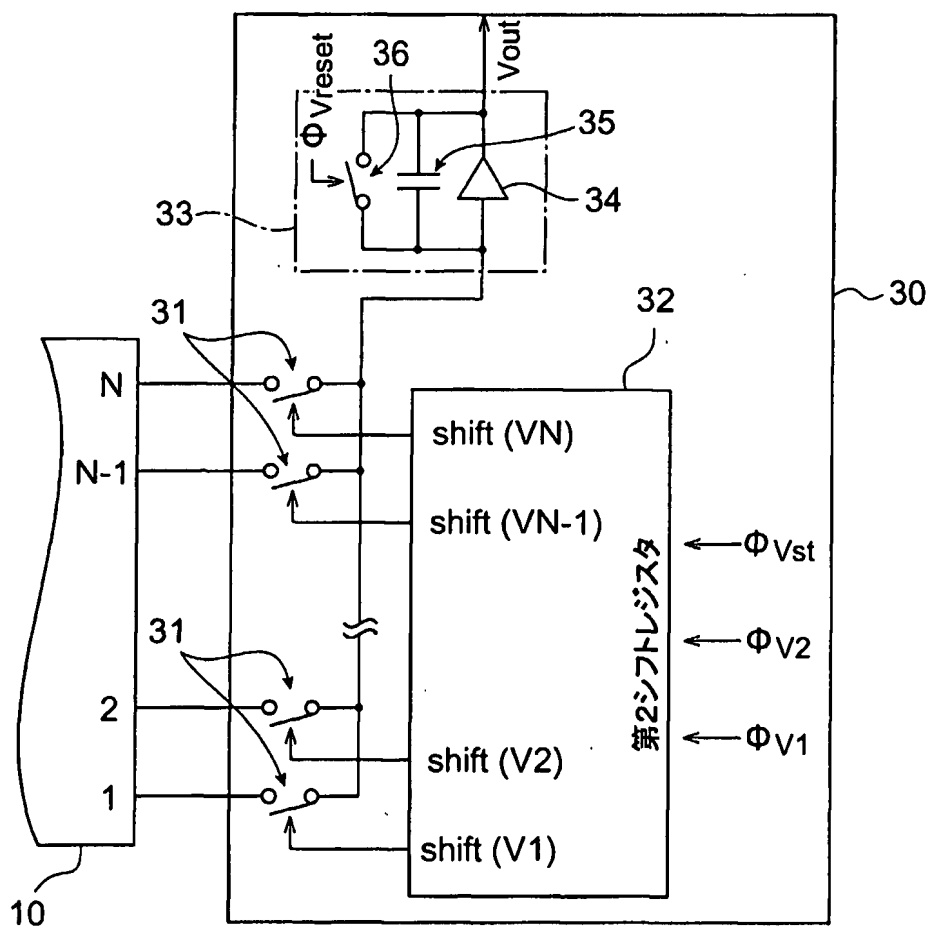 ΦVreset
Vout
36
35
34
33
30
31
32
N
shift (VN)
N-1
shift (VN-1)
第2シフトレジスタ
ΦVst
31
ΦV2
2
shift (V2)
ΦV1
1
shift (V1)
10